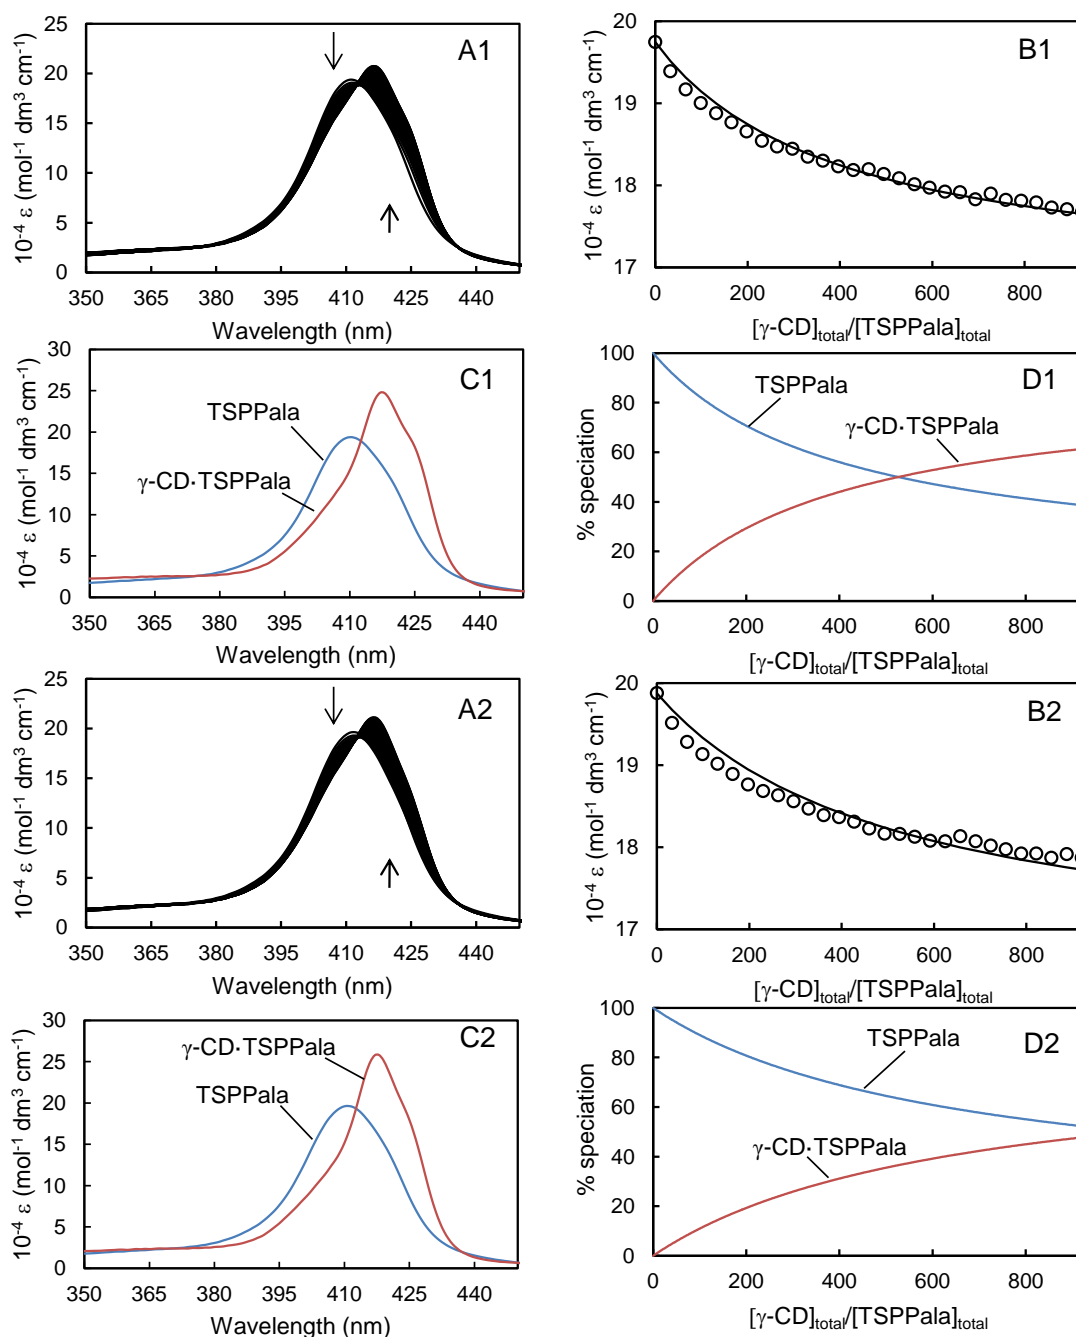 A1
10⁻⁴ ε (mol⁻¹ dm³ cm⁻¹)
25
20
15
10
5
0
350 365 380 395 410 425 440
Wavelength (nm)
B1
10⁻⁴ ε (mol⁻¹ dm³ cm⁻¹)
20
19
18
17
0 200 400 600 800
[γ-CD]total/[TSPPala]total
C1
10⁻⁴ ε (mol⁻¹ dm³ cm⁻¹)
30
25
20
15
10
5
0
TSPPala
γ-CD·TSPPala
350 365 380 395 410 425 440
Wavelength (nm)
D1
% speciation
100
80
60
40
20
0
TSPPala
γ-CD·TSPPala
0 200 400 600 800
[γ-CD]total/[TSPPala]total
A2
10⁻⁴ ε (mol⁻¹ dm³ cm⁻¹)
25
20
15
10
5
0
350 365 380 395 410 425 440
Wavelength (nm)
B2
10⁻⁴ ε (mol⁻¹ dm³ cm⁻¹)
20
19
18
17
0 200 400 600 800
[γ-CD]total/[TSPPala]total
C2
10⁻⁴ ε (mol⁻¹ dm³ cm⁻¹)
30
25
20
15
10
5
0
γ-CD·TSPPala
TSPPala
350 365 380 395 410 425 440
Wavelength (nm)
D2
% speciation
100
80
60
40
20
0
TSPPala
γ-CD·TSPPala
0 200 400 600 800
[γ-CD]total/[TSPPala]total